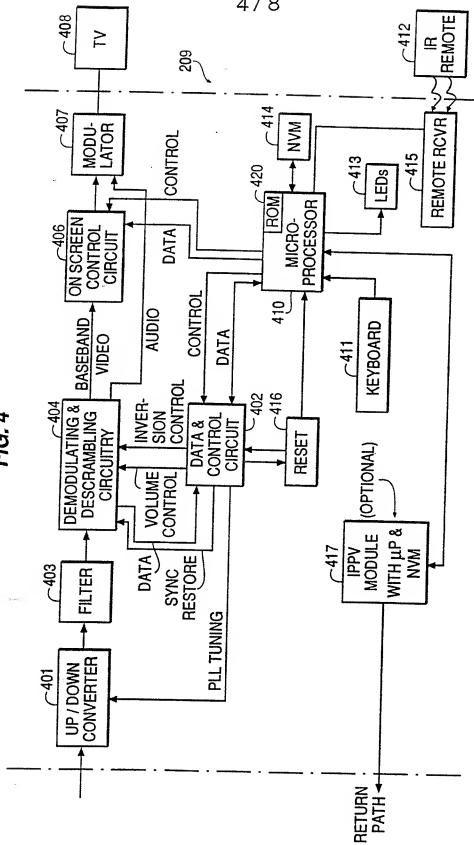 4/8
FIG. 4
209
401
UP / DOWN
CONVERTER
403
FILTER
404
DEMODULATING &
DESCRAMBLING
CIRCUITRY
BASEBAND
VIDEO
AUDIO
406
ON SCREEN
CONTROL
CIRCUIT
407
MODU-
LATOR
408
TV
VOLUME
CONTROL
INVER-
SION
CONTROL
DATA
SYNC
RESTORE
PLL TUNING
DATA &
CONTROL
CIRCUIT
402
416
RESET
CONTROL
DATA
DATA
CONTROL
420
ROM
MICRO-
PROCESSOR
410
414
NVM
413
LEDs
415
REMOTE RCVR
412
IR
REMOTE
411
KEYBOARD
417
IPPV
MODULE
WITH µP &
NVM
(OPTIONAL)
RETURN
PATH